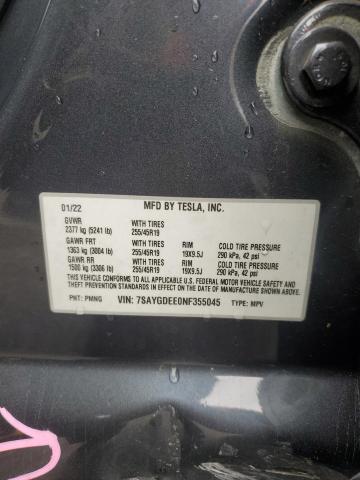 01/22 MFD BY TESLA, INC.
GVWR WITH TIRES
2377 kg (5241 lb) 255/45R19
GAWR FRT WITH TIRES RIM COLD TIRE PRESSURE
1363 kg (3004 lb) 255/45R19 19X9.5J 290 kPa, 42 psi
GAWR RR WITH TIRES RIM COLD TIRE PRESSURE
1500 kg (3306 lb) 255/45R19 19X9.5J 290 kPa, 42 psi
THIS VEHICLE CONFORMS TO ALL APPLICABLE U.S. FEDERAL MOTOR VEHICLE SAFETY
AND THEFT PREVENTION STANDARDS IN EFFECT ON THE DATE OF MANUFACTURE SHOWN ABOVE.
PNT: PMNG VIN: 7SAYGDEE0NF355045 TYPE: MPV